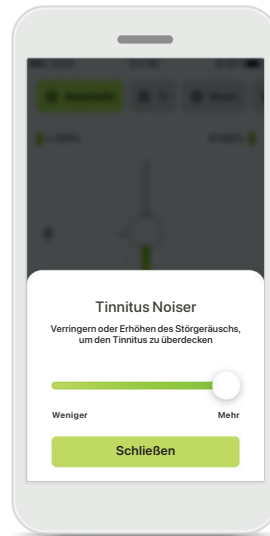 Tinnitus Noiser
Verringern oder Erhöhen des Störgeräuschs,
um den Tinnitus zu überdecken
Weniger
Mehr
Schließen